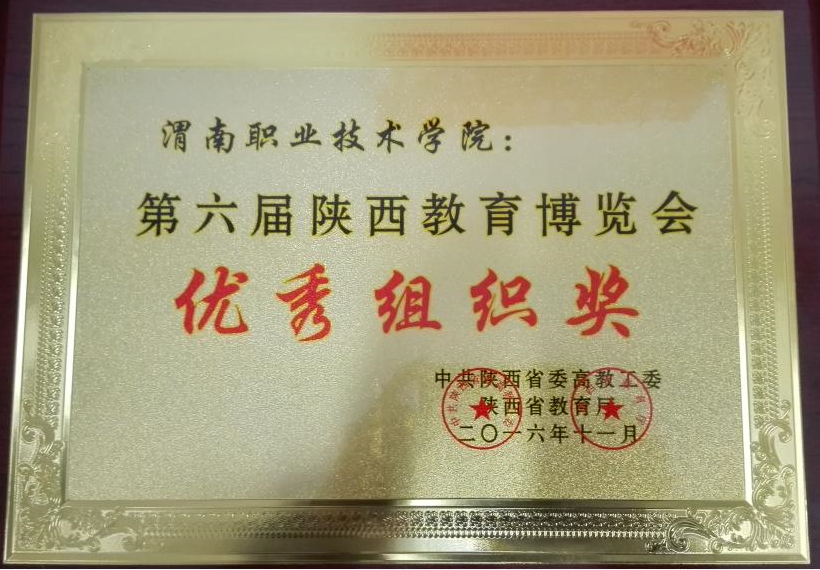 渭南职业技术学院：
第六届陕西教育博览会
优秀组织奖
中共陕西省委高教工委
陕西省教育厅
二〇一六年十一月